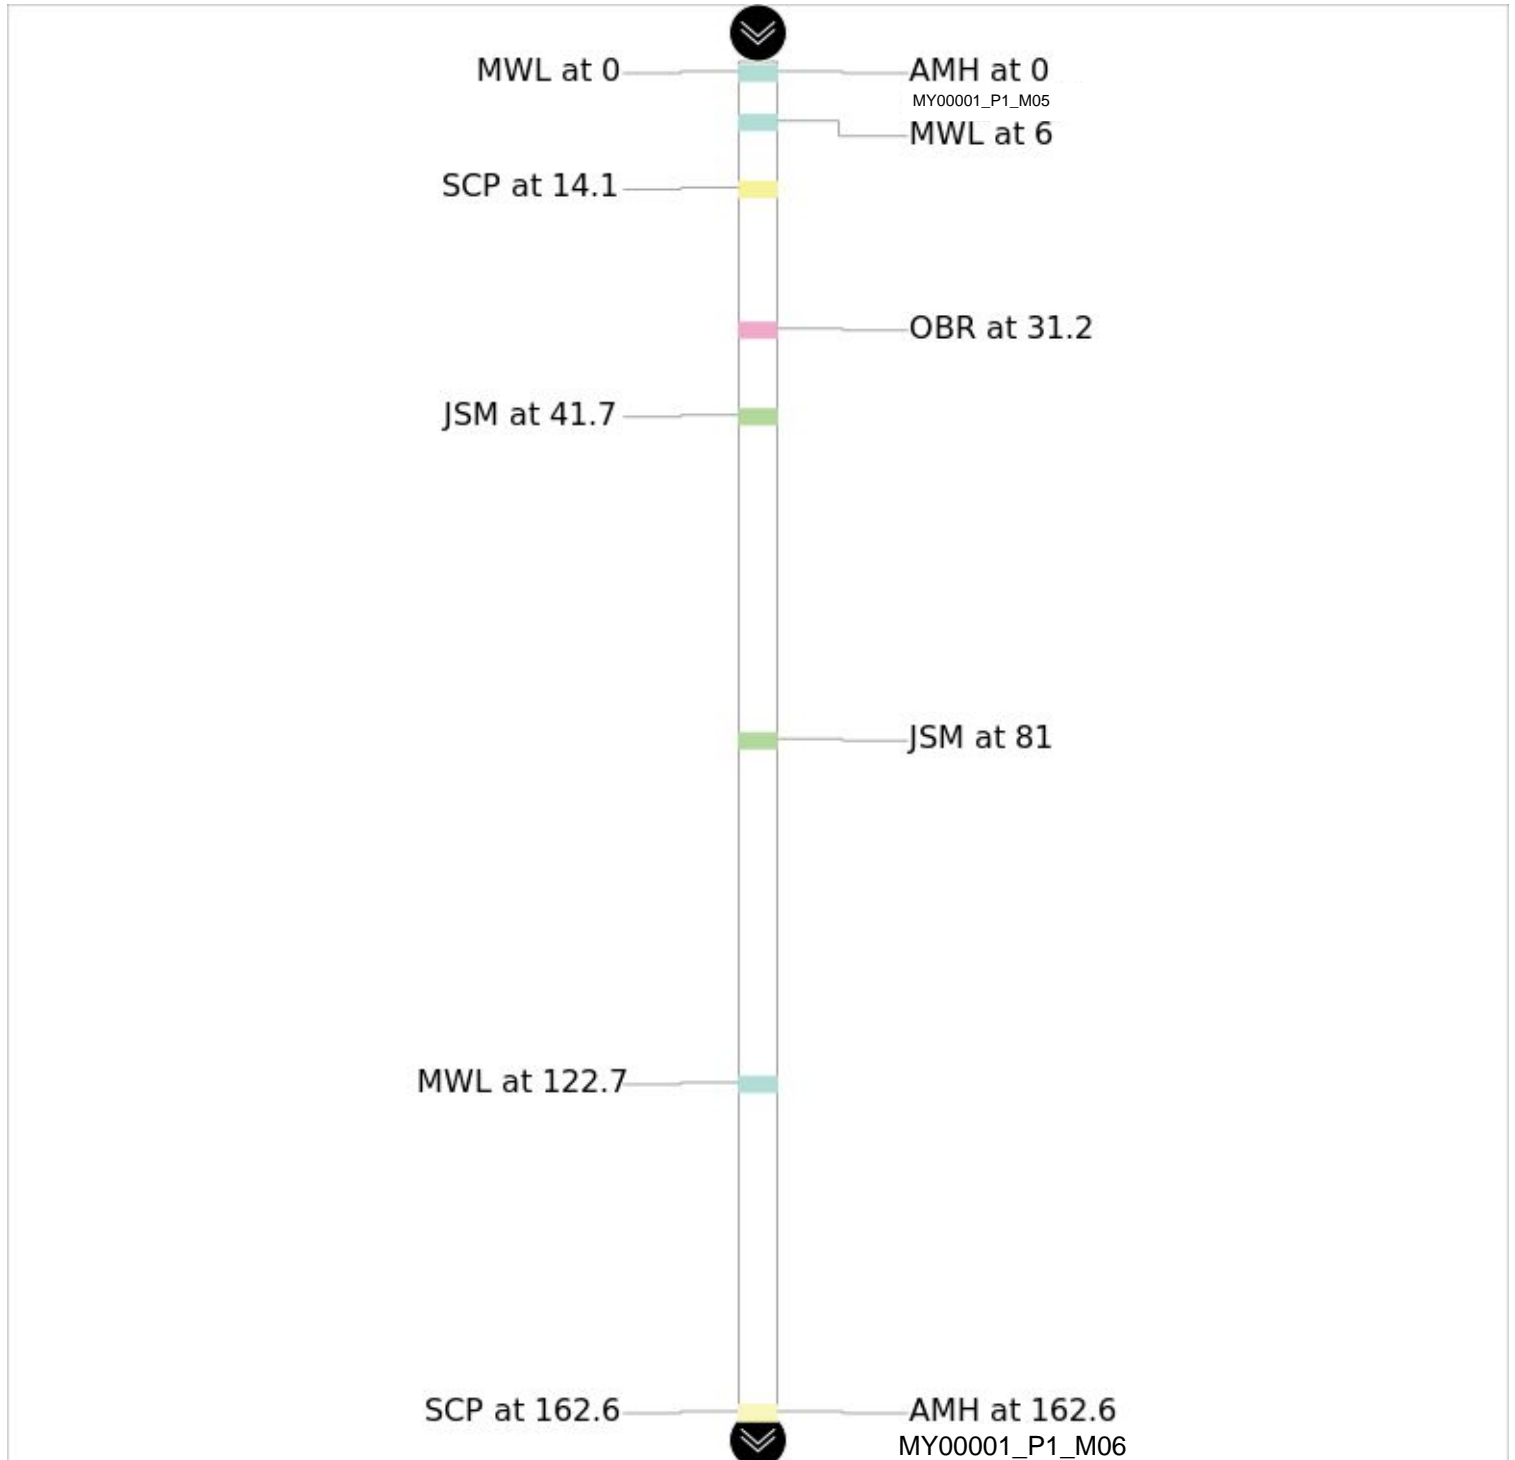 MWL at 0
AMH at 0
MY00001_P1_M05
MWL at 6
SCP at 14.1
OBR at 31.2
JSM at 41.7
JSM at 81
MWL at 122.7
SCP at 162.6
AMH at 162.6
MY00001_P1_M06